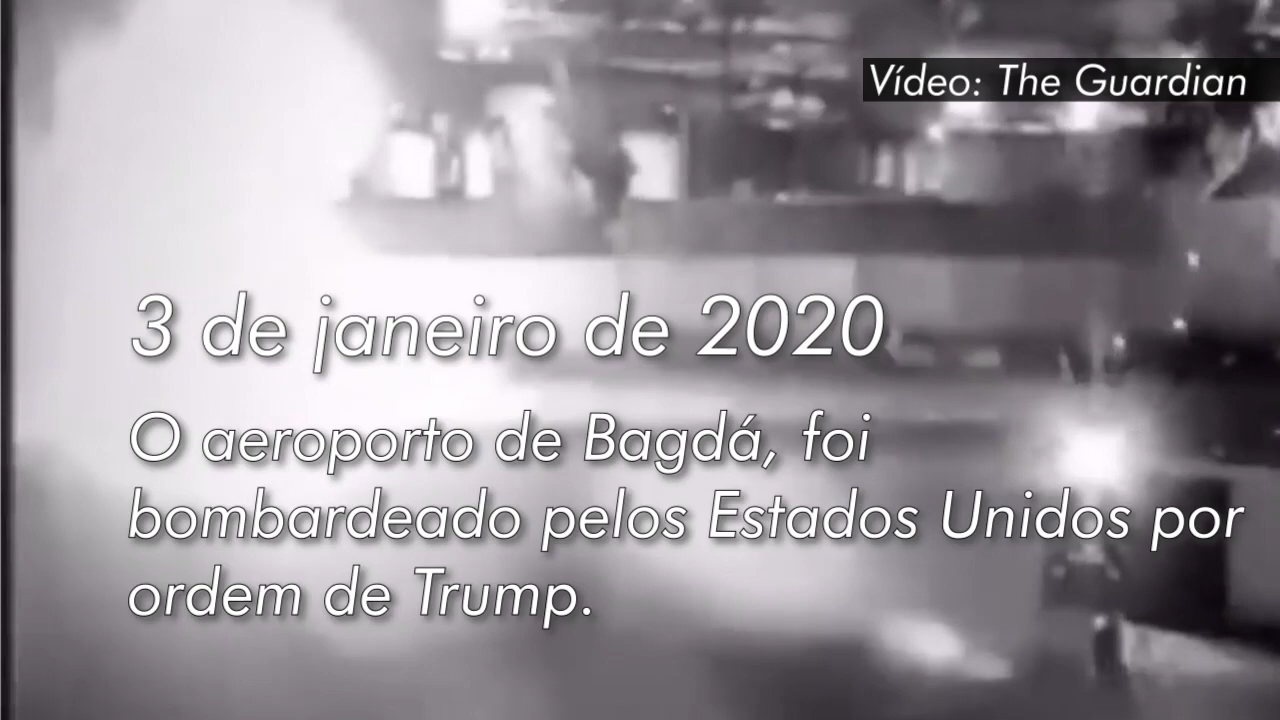 Vídeo: The Guardian
3 de janeiro de 2020
O aeroporto de Bagdá, foi
bombardeado pelos Estados Unidos por
ordem de Trump.